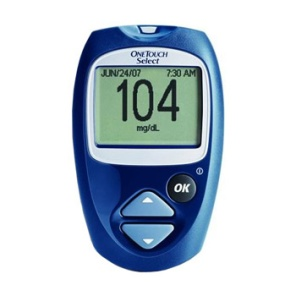 ONETOUCH
Select
JUN/24/07 7:30 AM
104
mg/dL
OK